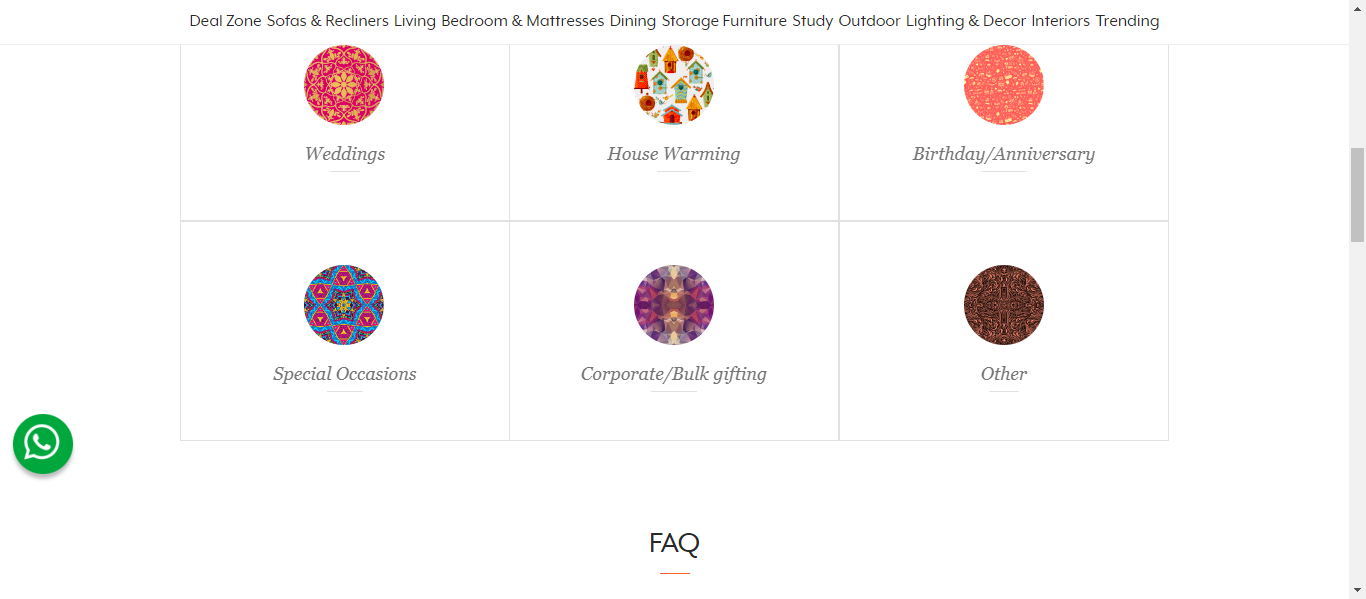 Deal Zone Sofas & Recliners Living Bedroom & Mattresses Dining Storage Furniture Study Outdoor Lighting & Decor Interiors Trending
Weddings
House Warming
Birthday/Anniversary
Special Occasions
Corporate/Bulk gifting
Other
FAQ